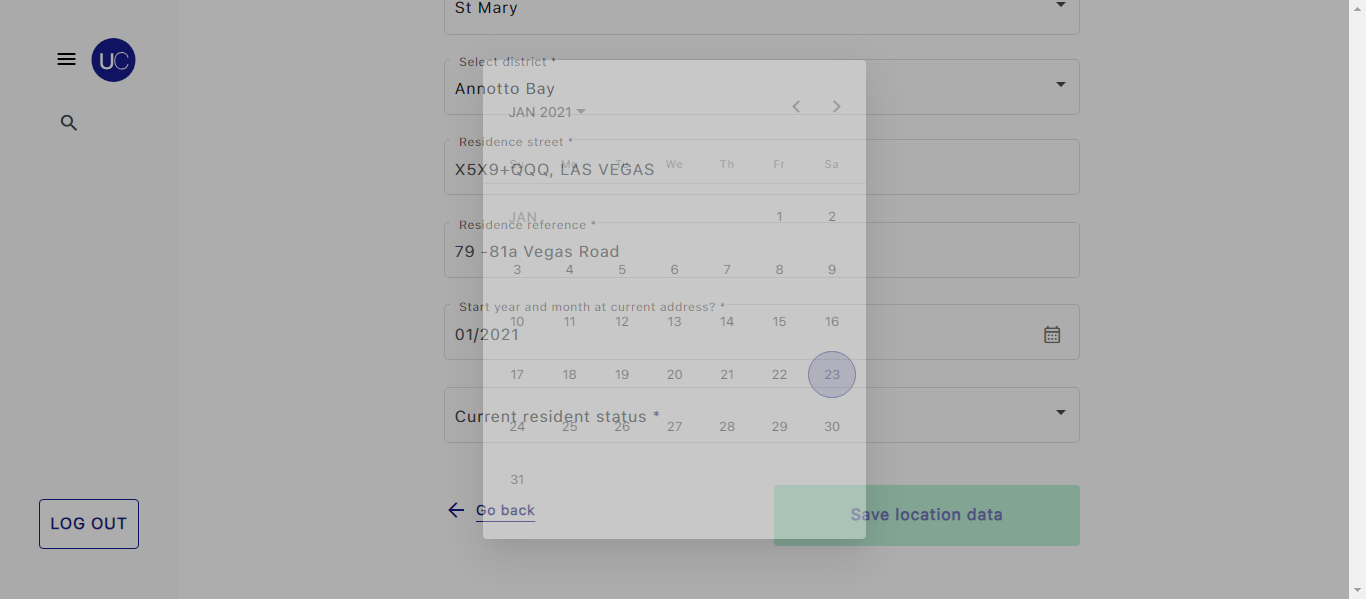 St Mary
UC
Select district *
Annotto Bay
JAN 2021
Residence street *
Su Mo Tu We Th Fr Sa
X5X9+QQQ, LAS VEGAS
JAN 1 2
Residence reference *
79 -81a Vegas Road
3 4 5 6 7 8 9
Start year and month at current address? *
10 11 12 13 14 15 16
01/2021
17 18 19 20 21 22 23
Current resident status *
24 25 26 27 28 29 30
31
Go back
Save location data
LOG OUT